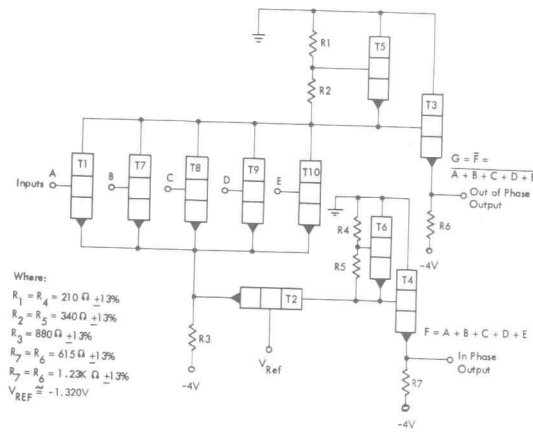 R1
T5
R2
T3
A
T1
B
T7
C
T8
D
T9
E
T10
Inputs
G = F̅ =
A + B + C + D + E
Out of Phase
Output
R4
T6
R6
R5
T4
-4V
Where:
R1 = R4 = 210 Ω ±13%
R2 = R5 = 340 Ω ±13%
R3 = 880 Ω ±13%
R7 = R6 = 615 Ω ±13%
R7 = R6 = 1.23K Ω ±13%
VREF ≅ -1.320V
T2
R3
F = A + B + C + D + E
VRef
In Phase
Output
-4V
R7
-4V